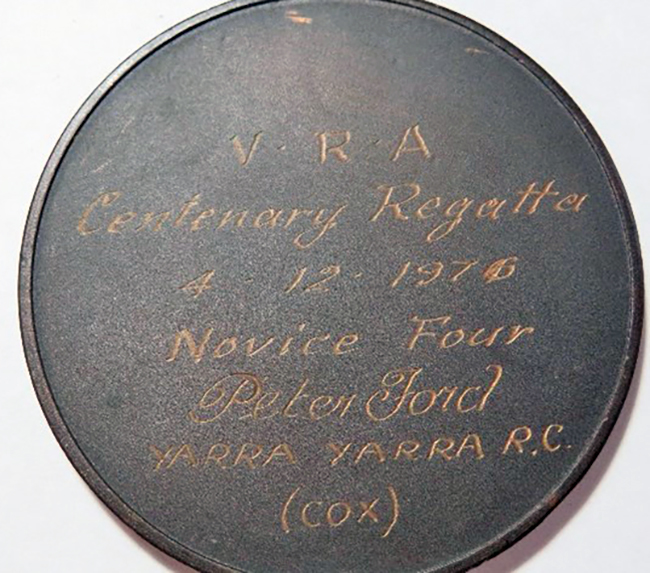 V · R · A
Centenary Regatta
4 · 12 · 1976
Novice Four
Peter Ford
YARRA YARRA R.C.
(COX)